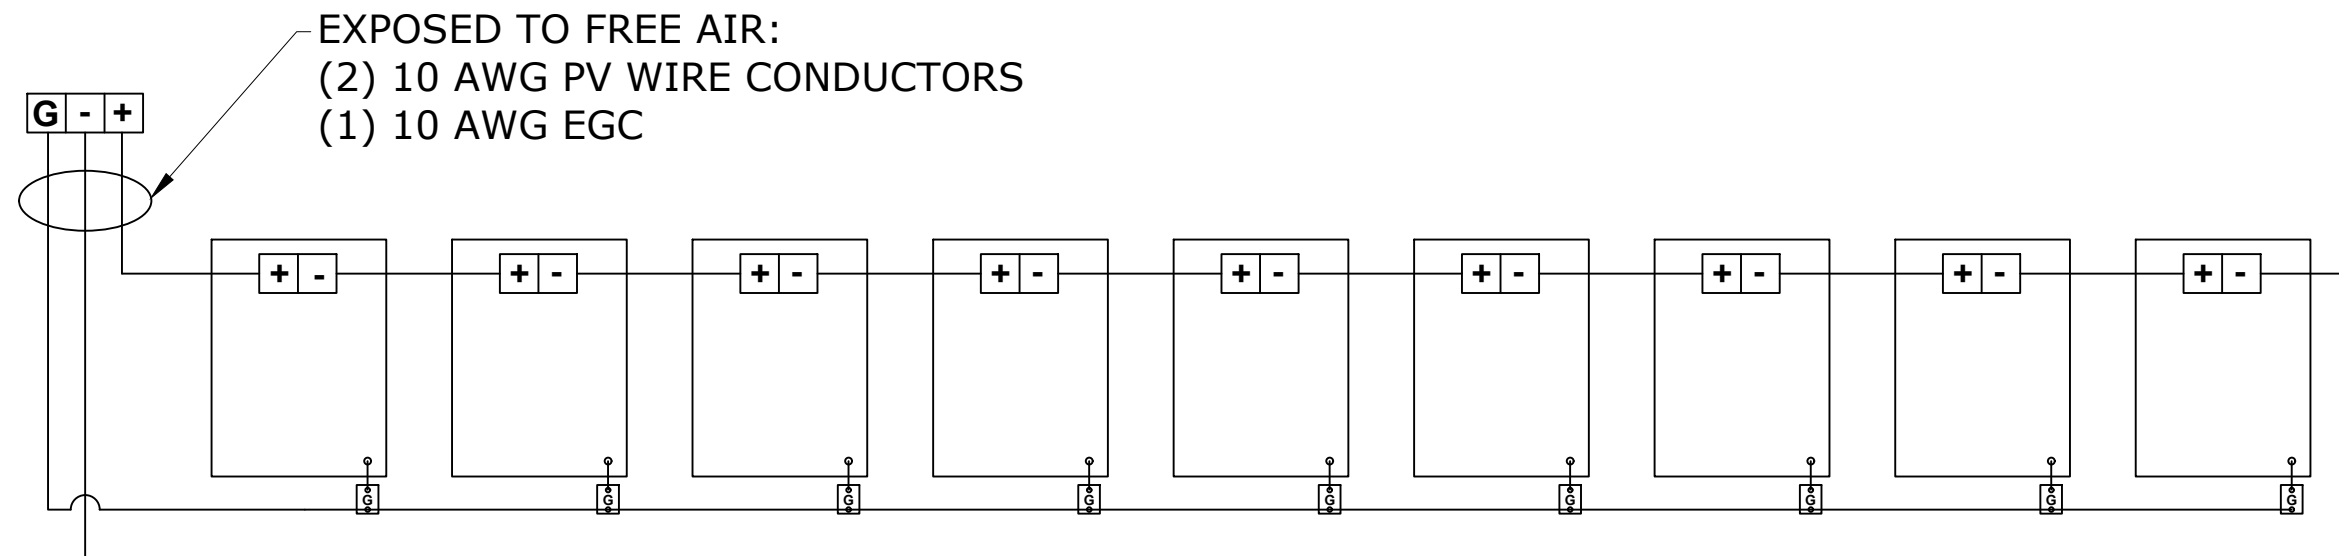 EXPOSED TO FREE AIR:
(2) 10 AWG PV WIRE CONDUCTORS
(1) 10 AWG EGC
G - +
+ - + - + - + - + - + - + - + - + -
G G G G G G G G G